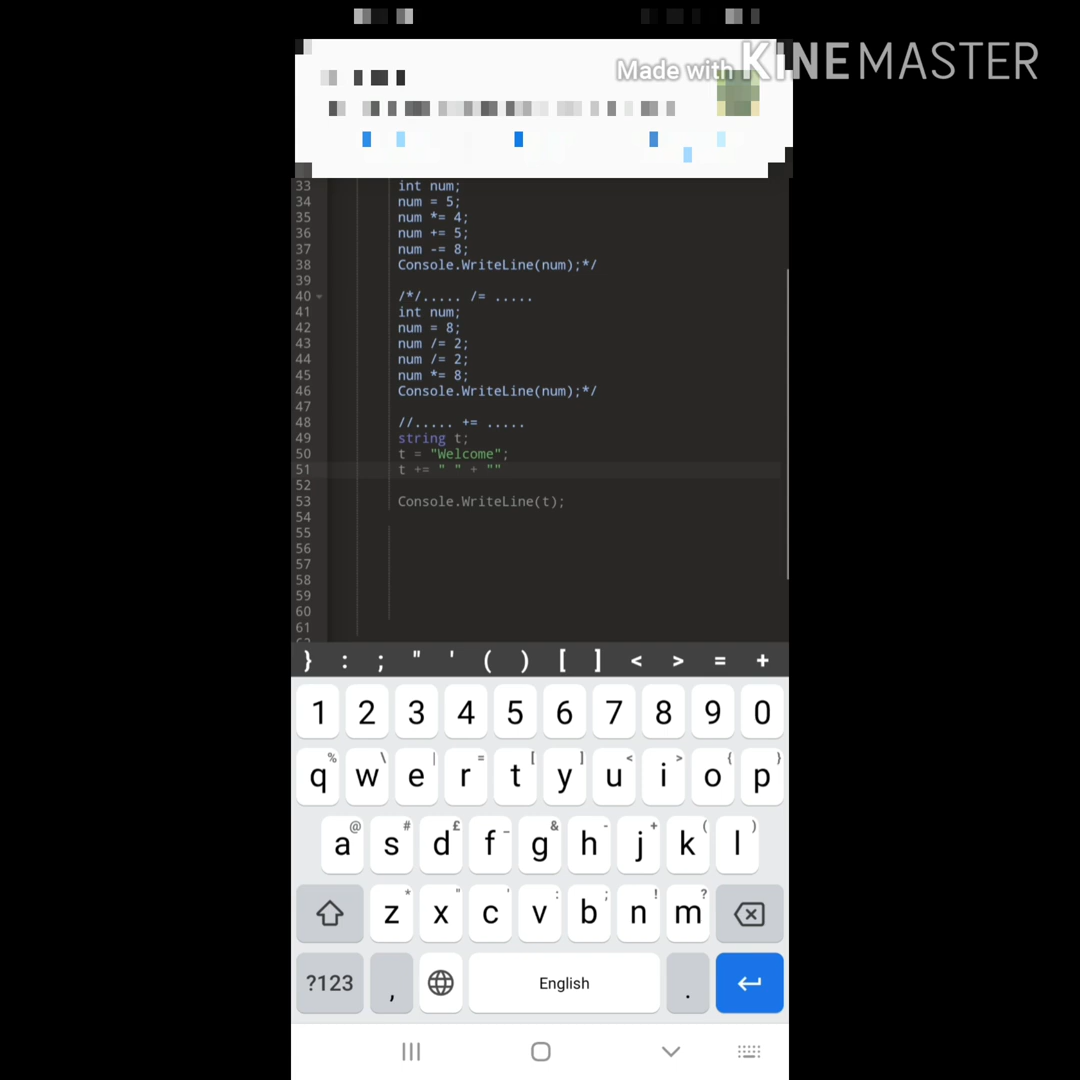 Made with KINEMASTER
33 int num;
34 num = 5;
35 num *= 4;
36 num += 5;
37 num -= 8;
38 Console.WriteLine(num);*/
39
40 /*/..... /= .....
41 int num;
42 num = 8;
43 num /= 2;
44 num /= 2;
45 num *= 8;
46 Console.WriteLine(num);*/
47
48 //..... += .....
49 string t;
50 t = "Welcome";
51 t += " " + ""
52
53 Console.WriteLine(t);
54
55
56
57
58
59
60
61
} : ; " ' ( ) [ ] < > = +
1 2 3 4 5 6 7 8 9 0
% \ | = [ ] < > { }
q w e r t y u i o p
@ # £ _ & - + ( )
a s d f g h j k l
* " ' : ; ! ?
z x c v b n m
?123 , English .